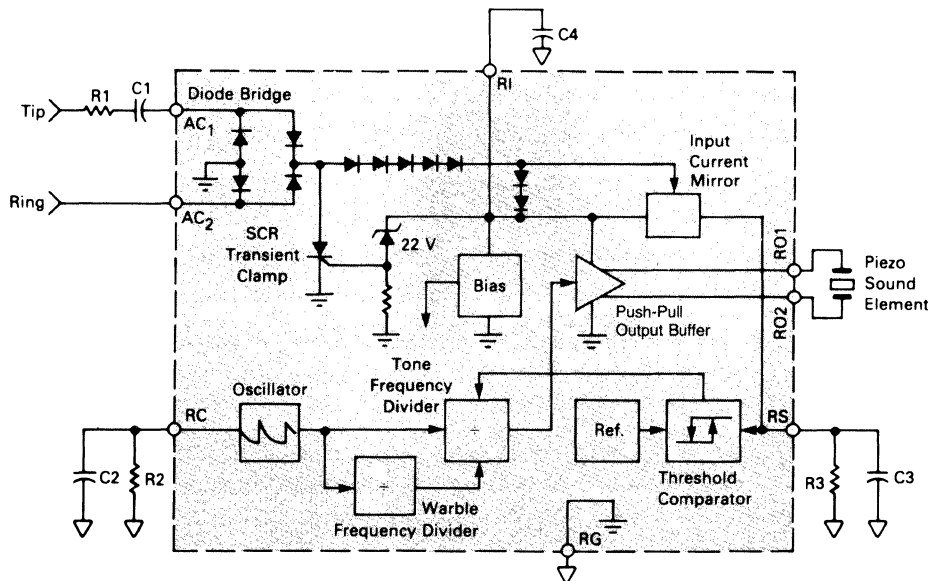 C4
RI
R1
C1
Diode Bridge
Tip
AC1
Input
Current
Mirror
Ring
AC2
SCR
Transient
Clamp
22 V
Bias
RO1
Piezo
Sound
Element
RO2
Push-Pull
Output Buffer
Tone
Frequency
Divider
Oscillator
RC
÷
Ref.
RS
C2
R2
÷
Threshold
Comparator
R3
C3
Warble
Frequency Divider
RG